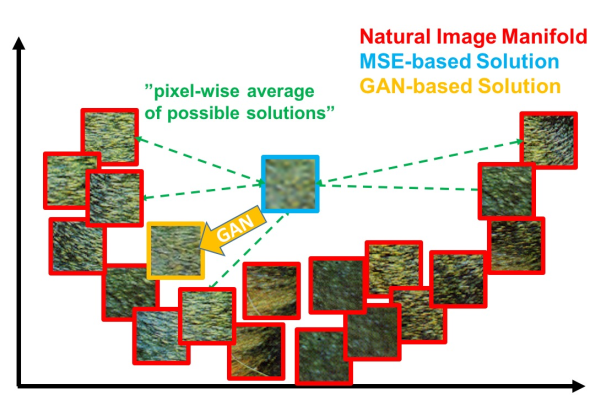 Natural Image Manifold
MSE-based Solution
GAN-based Solution
”pixel-wise average
of possible solutions”
GAN